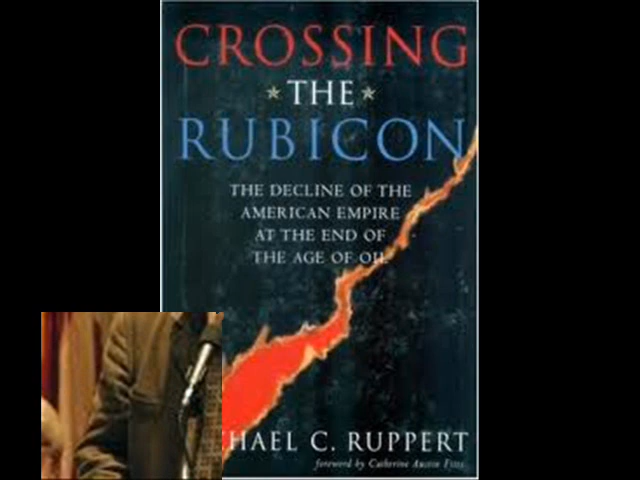 CROSSING
★ THE ★
RUBICON
THE DECLINE OF THE
AMERICAN EMPIRE
AT THE END OF
THE AGE OF OIL
HAEL C. RUPPERT
foreword by Catherine Austin Fitts